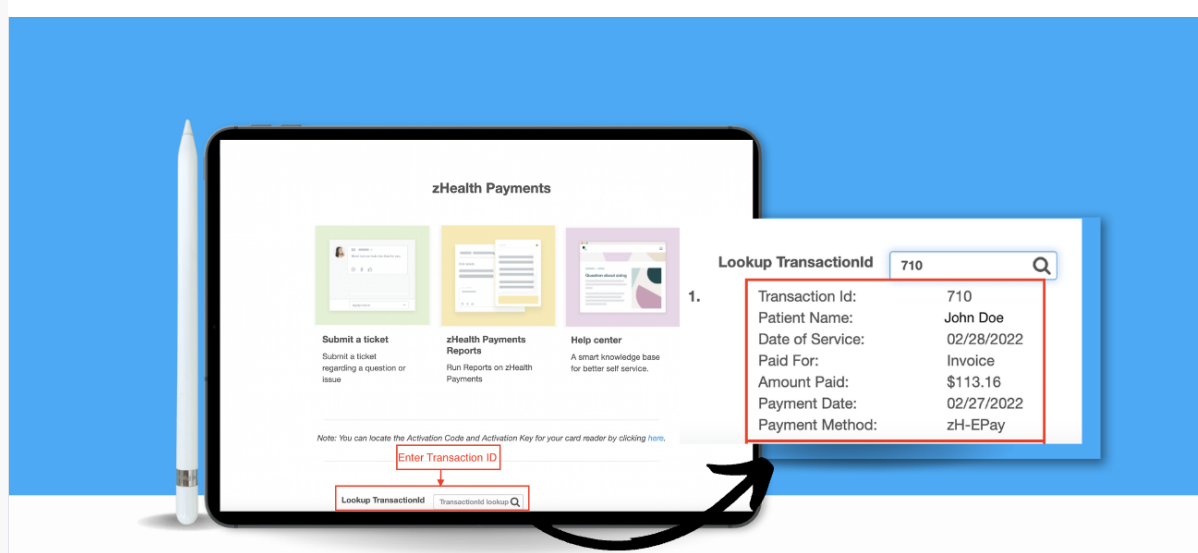 zHealth Payments
Submit a ticket
Submit a ticket
regarding a question or
issue
zHealth Payments
Reports
Run Reports on zHealth
Payments
Help center
A smart knowledge base
for better self service.
Note: You can locate the Activation Code and Activation Key for your card reader by clicking here.
Enter Transaction ID
Lookup TransactionId TransactionId lookup
Lookup TransactionId 710
1.
Transaction Id: 710
Patient Name: John Doe
Date of Service: 02/28/2022
Paid For: Invoice
Amount Paid: $113.16
Payment Date: 02/27/2022
Payment Method: zH-EPay